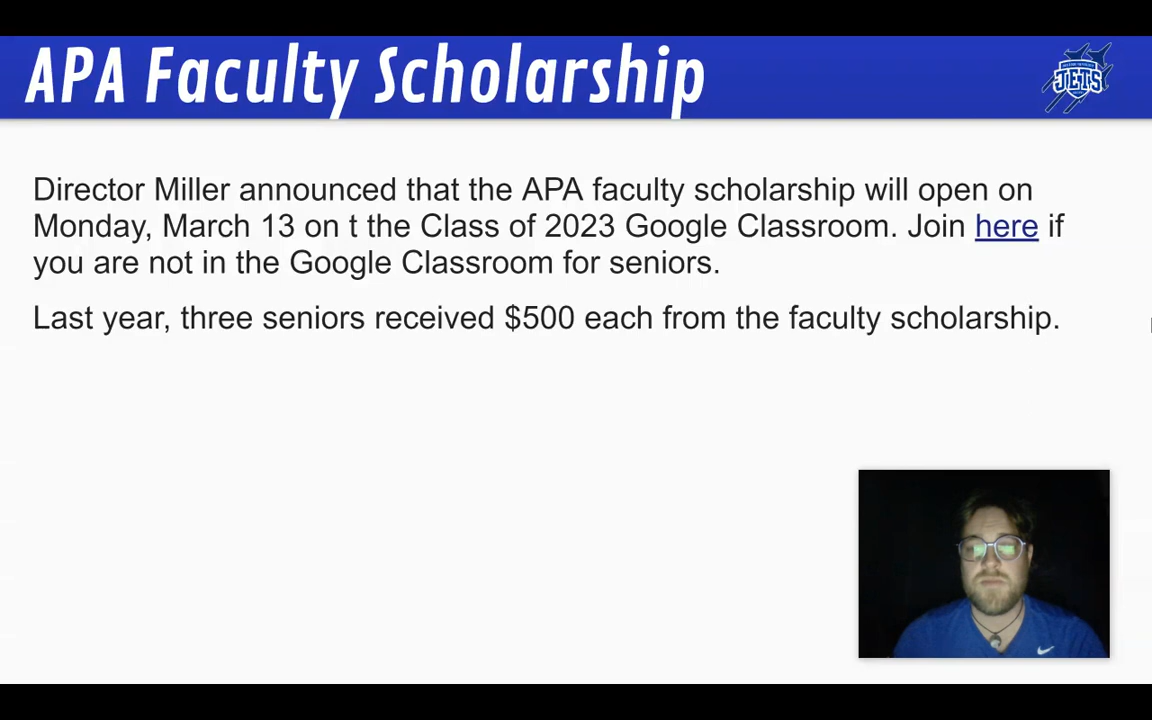 APA Faculty Scholarship
JETS
Director Miller announced that the APA faculty scholarship will open on
Monday, March 13 on t the Class of 2023 Google Classroom. Join here if
you are not in the Google Classroom for seniors.
Last year, three seniors received $500 each from the faculty scholarship.